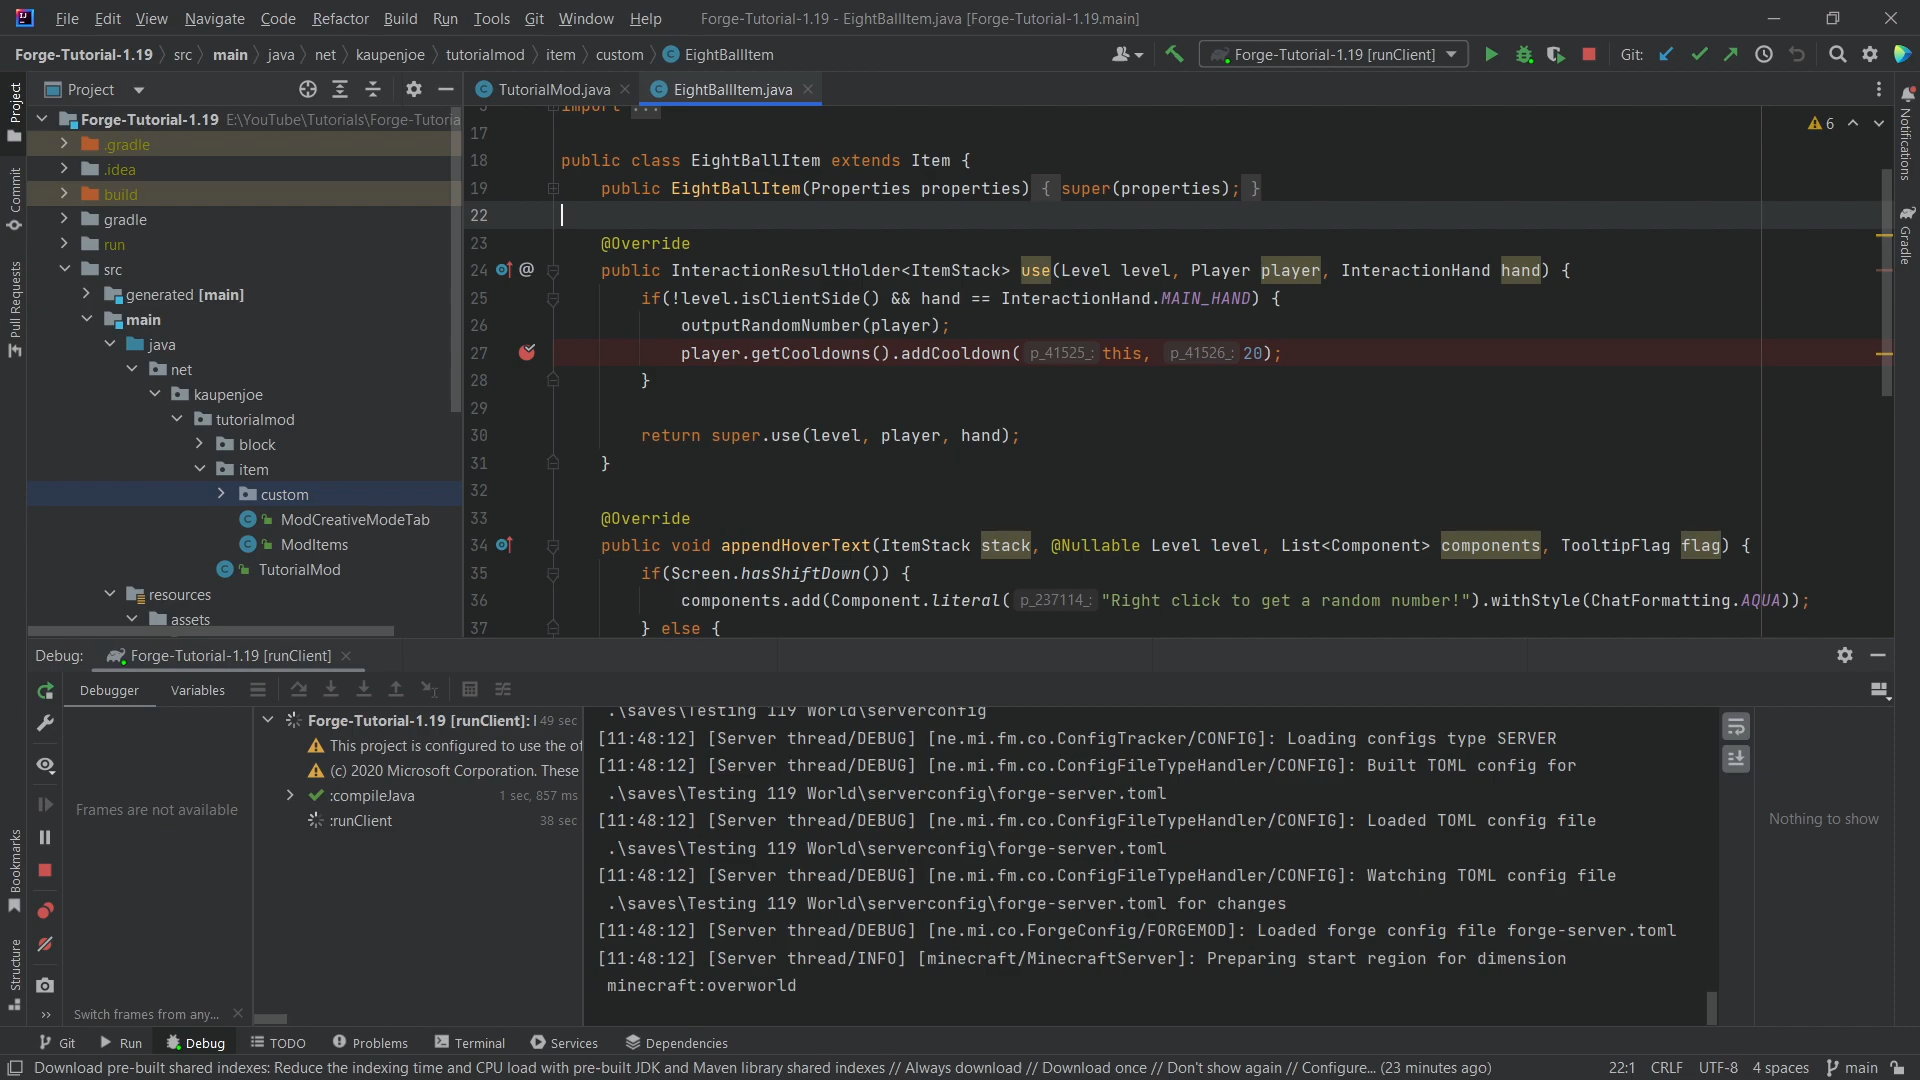 File Edit View Navigate Code Refactor Build Run Tools Git Window Help Forge-Tutorial-1.19 - EightBallItem.java [Forge-Tutorial-1.19.main]
Forge-Tutorial-1.19 src main java net kaupenjoe tutorialmod item custom EightBallItem Forge-Tutorial-1.19 [runClient] Git:
Project
TutorialMod.java EightBallItem.java
Project
Commit
Pull Requests
Bookmarks
Structure
Notifications
Gradle
Forge-Tutorial-1.19 E:\YouTube\Tutorials\Forge-Tutoria
.gradle
.idea
build
gradle
run
src
generated [main]
main
java
net
kaupenjoe
tutorialmod
block
item
custom
ModCreativeModeTab
ModItems
TutorialMod
resources
assets
import ...
6
17
18 public class EightBallItem extends Item {
19 public EightBallItem(Properties properties) { super(properties); }
22
23 @Override
24 @ public InteractionResultHolder<ItemStack> use(Level level, Player player, InteractionHand hand) {
25 if(!level.isClientSide() && hand == InteractionHand.MAIN_HAND) {
26 outputRandomNumber(player);
27 player.getCooldowns().addCooldown( p_41525_: this, p_41526_: 20);
28 }
29
30 return super.use(level, player, hand);
31 }
32
33 @Override
34 public void appendHoverText(ItemStack stack, @Nullable Level level, List<Component> components, TooltipFlag flag) {
35 if(Screen.hasShiftDown()) {
36 components.add(Component.literal( p_237114_: "Right click to get a random number!").withStyle(ChatFormatting.AQUA));
37 } else {
Debug: Forge-Tutorial-1.19 [runClient]
Debugger Variables
Frames are not available
Switch frames from any...
Forge-Tutorial-1.19 [runClient]: 49 sec
This project is configured to use the of
(c) 2020 Microsoft Corporation. These
:compileJava 1 sec, 857 ms
:runClient 38 sec
.\saves\Testing 119 World\serverconfig
[11:48:12] [Server thread/DEBUG] [ne.mi.fm.co.ConfigTracker/CONFIG]: Loading configs type SERVER
[11:48:12] [Server thread/DEBUG] [ne.mi.fm.co.ConfigFileTypeHandler/CONFIG]: Built TOML config for
.\saves\Testing 119 World\serverconfig\forge-server.toml
[11:48:12] [Server thread/DEBUG] [ne.mi.fm.co.ConfigFileTypeHandler/CONFIG]: Loaded TOML config file
.\saves\Testing 119 World\serverconfig\forge-server.toml
[11:48:12] [Server thread/DEBUG] [ne.mi.fm.co.ConfigFileTypeHandler/CONFIG]: Watching TOML config file
.\saves\Testing 119 World\serverconfig\forge-server.toml for changes
[11:48:12] [Server thread/DEBUG] [ne.mi.co.ForgeConfig/FORGEMOD]: Loaded forge config file forge-server.toml
[11:48:12] [Server thread/INFO] [minecraft/MinecraftServer]: Preparing start region for dimension
minecraft:overworld
Nothing to show
Git Run Debug TODO Problems Terminal Services Dependencies
Download pre-built shared indexes: Reduce the indexing time and CPU load with pre-built JDK and Maven library shared indexes // Always download // Download once // Don't show again // Configure... (23 minutes ago) 22:1 CRLF UTF-8 4 spaces main